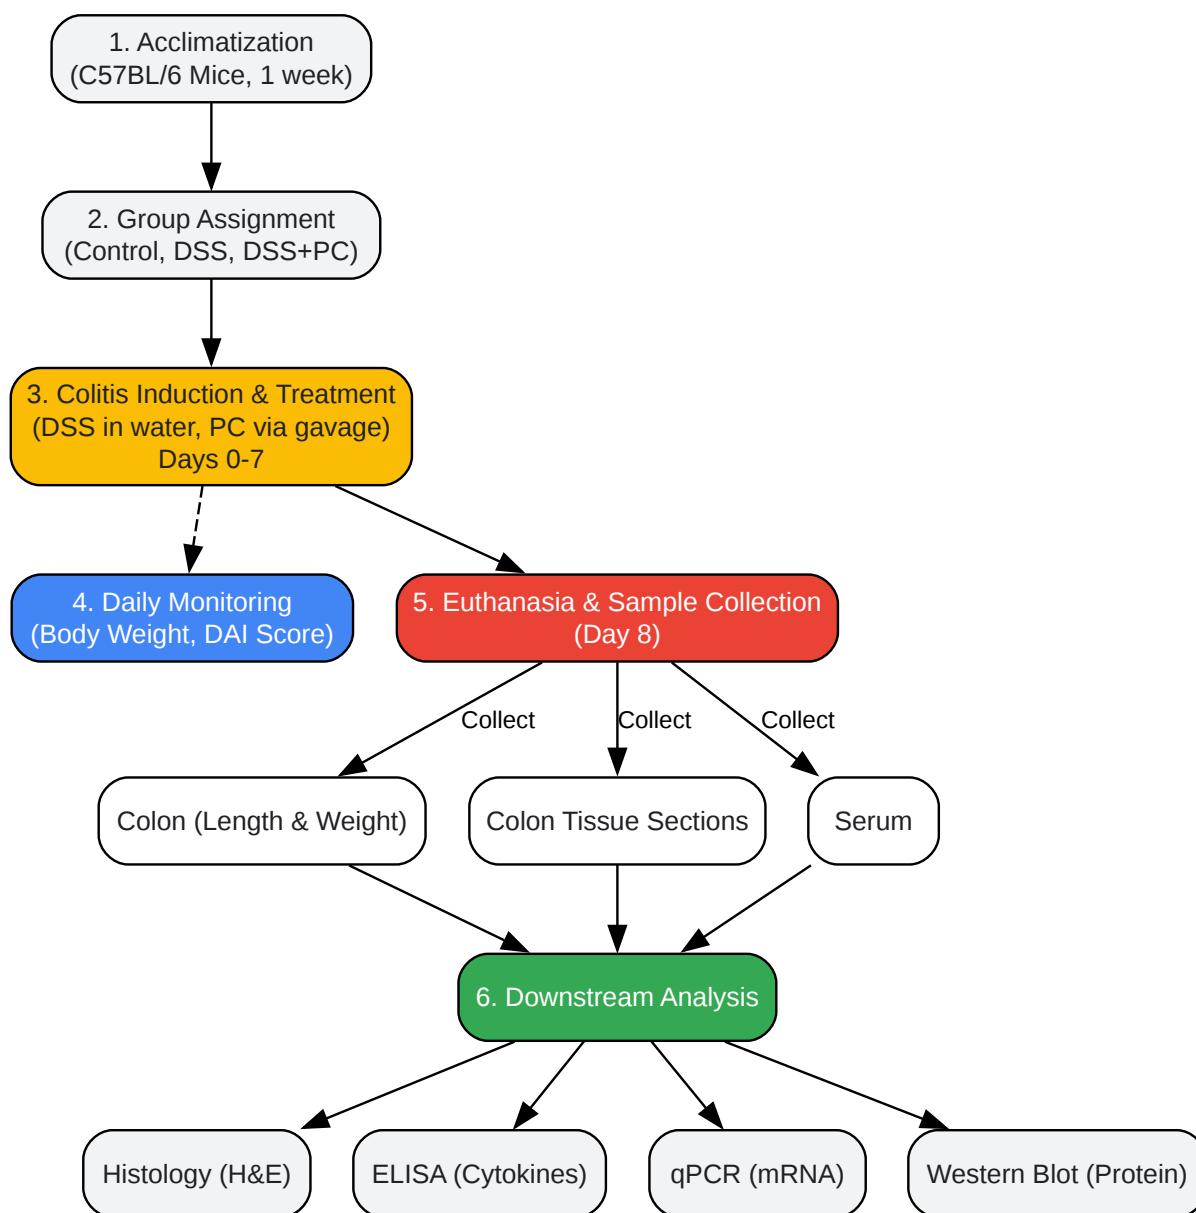 1. Acclimatization
(C57BL/6 Mice, 1 week)
2. Group Assignment
(Control, DSS, DSS+PC)
3. Colitis Induction & Treatment
(DSS in water, PC via gavage)
Days 0-7
4. Daily Monitoring
(Body Weight, DAI Score)
5. Euthanasia & Sample Collection
(Day 8)
Collect
Collect
Collect
Colon (Length & Weight)
Colon Tissue Sections
Serum
6. Downstream Analysis
Histology (H&E)
ELISA (Cytokines)
qPCR (mRNA)
Western Blot (Protein)